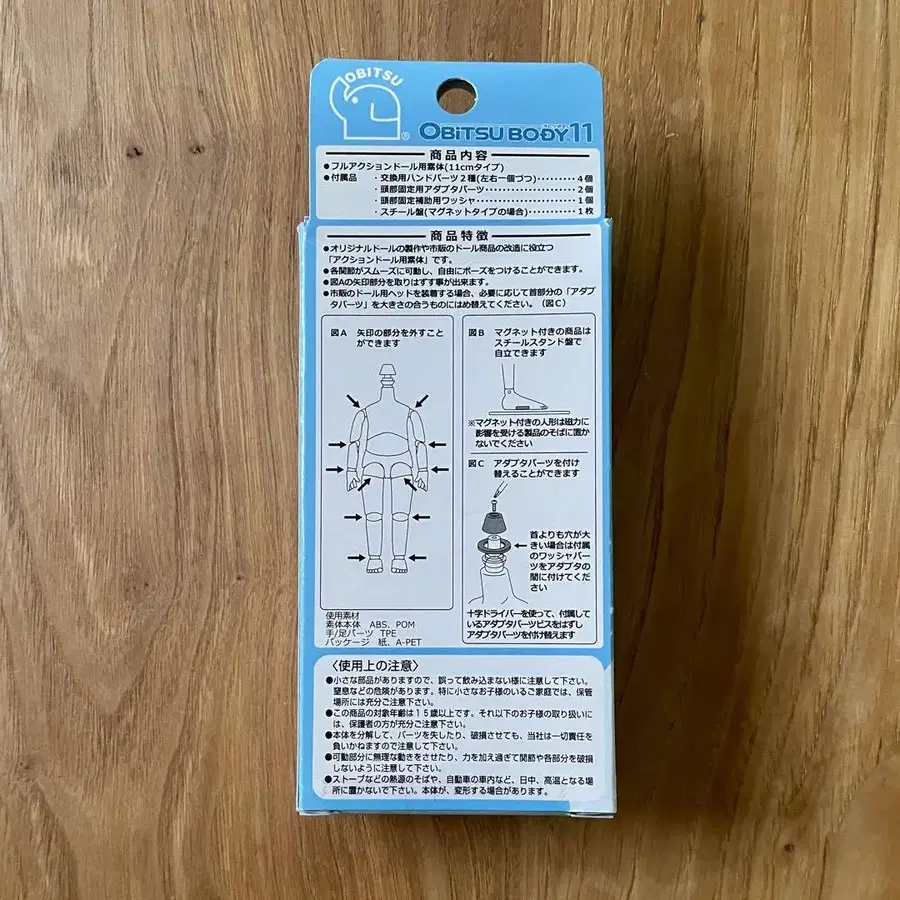 OBITSU
®
OBiTSU BODY 11
商品内容
●フルアクションドール用素体(11cmタイプ)
●付属品 ・交換用ハンドパーツ2種(左右一個づつ)………4個
・頭部固定用アダプタパーツ………………2個
・頭部固定補助用ワッシャ………………1個
・スチール盤(マグネットタイプの場合)…………1枚
商品特徴
●オリジナルドールの製作や市販のドール商品の改造に役立つ
「アクションドール用素体」です。
●各関節がスムーズに可動し、自由にポーズをつけることができます。
●図Aの矢印部分を取りはずす事が出来ます。
●市販のドール用ヘッドを装着する場合、必要に応じて首部分の「アダプ
タパーツ」を大きさの合うものにはめ替えてください。(図C)
図A 矢印の部分を外すこと
ができます
図B マグネット付きの商品は
スチールスタンド盤で
自立できます
※マグネット付きの人形は磁力に
影響を受ける製品のそばに置か
ないでください
図C アダプタパーツを付け
替えることができます
首よりも穴が大
きい場合は付属
のワッシャパー
ツをアダプタの
間に付けてくだ
さい
十字ドライバーを使って、付属して
いるアダプタパーツビスをはずし
アダプタパーツを付け替えます
使用素材
素体本体 ABS、POM
手/足パーツ TPE
パッケージ 紙、A-PET
〈使用上の注意〉
●小さな部品がありますので、誤って飲み込まない様に注意して下さい。
窒息などの危険があります。特に小さなお子様のいるご家庭では、保管
場所には充分ご注意下さい。
●この商品の対象年齢は15歳以上です。それ以下のお子様の取り扱いに
は、保護者の方が充分ご注意下さい。
●本体を分解して、パーツを失したり、破損させても、当社は一切責任を
負いかねますので注意して下さい。
●可動部分に無理な動きをさせたり、力を加え過ぎて関節や各部分を破損
しないように注意して下さい。
●ストーブなどの熱源のそばや、自動車の車内など、日中、高温となる場
所に置かないで下さい。本体が、変形する場合があります。